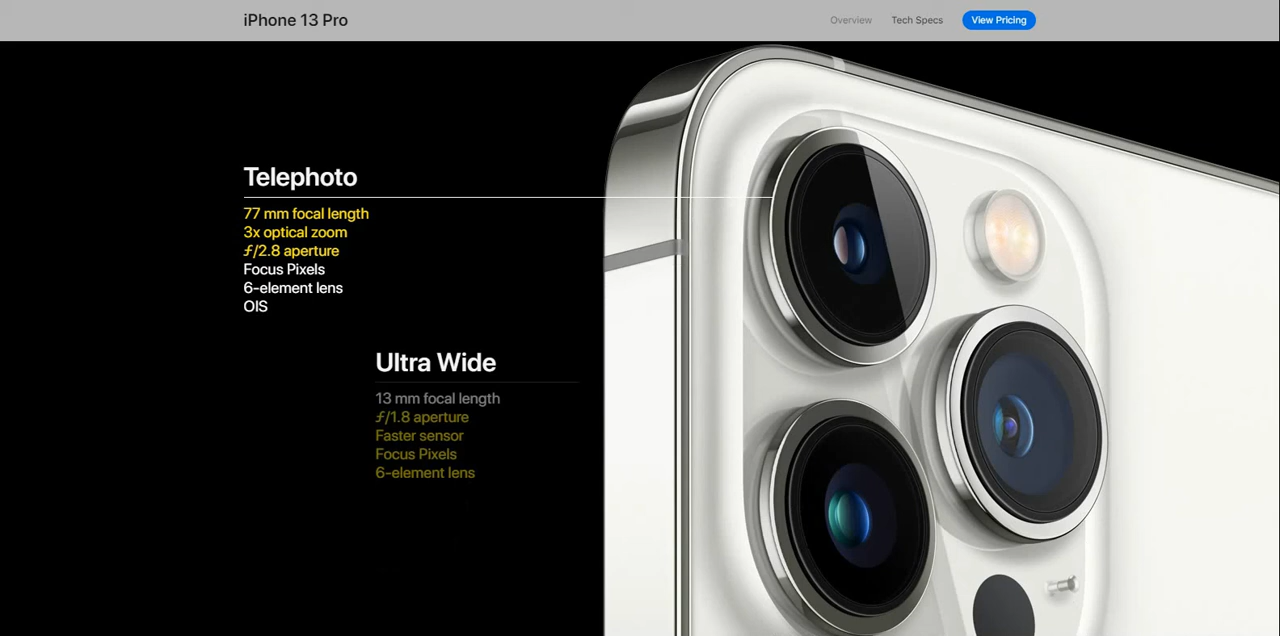 iPhone 13 Pro
Overview
Tech Specs
View Pricing
Telephoto
77 mm focal length
3x optical zoom
ƒ/2.8 aperture
Focus Pixels
6-element lens
OIS
Ultra Wide
13 mm focal length
ƒ/1.8 aperture
Faster sensor
Focus Pixels
6-element lens